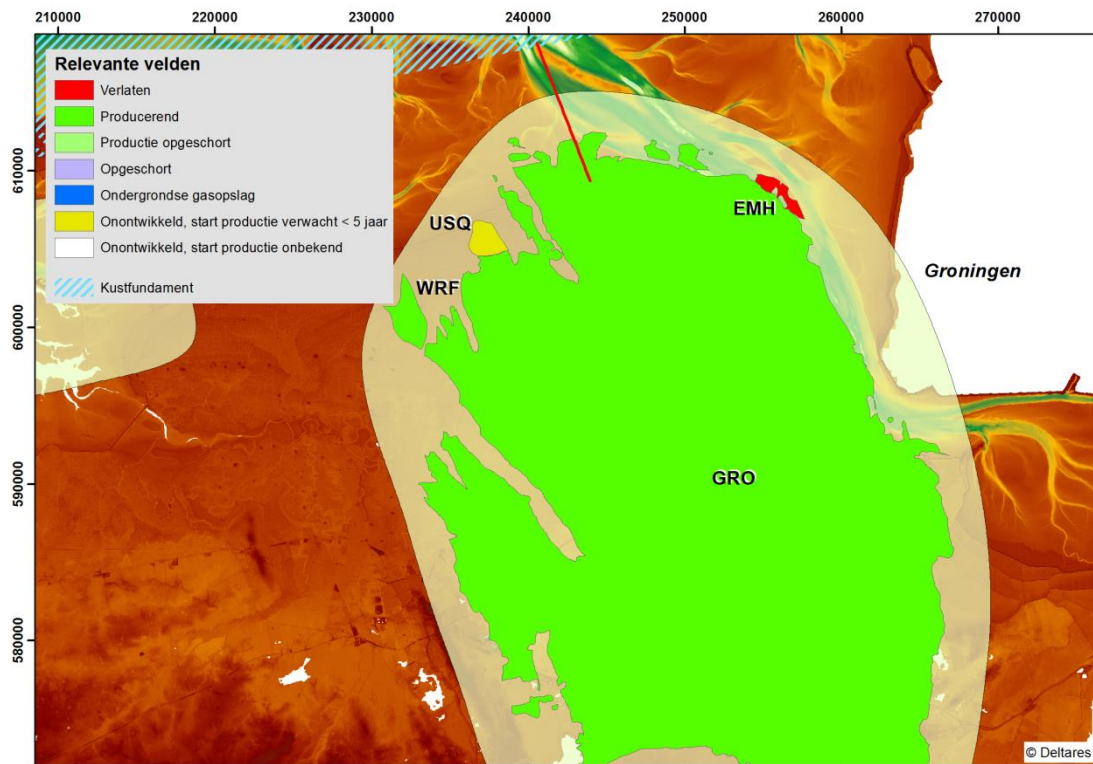 210000 220000 230000 240000 250000 260000 270000
Relevante velden
Verlaten
Producerend
Productie opgeschort
Opgeschort
Ondergrondse gasopslag
Onontwikkeld, start productie verwacht < 5 jaar
Onontwikkeld, start productie onbekend
Kustfundament
610000
600000
590000
580000
EMH
USQ
Groningen
WRF
GRO
© Deltares